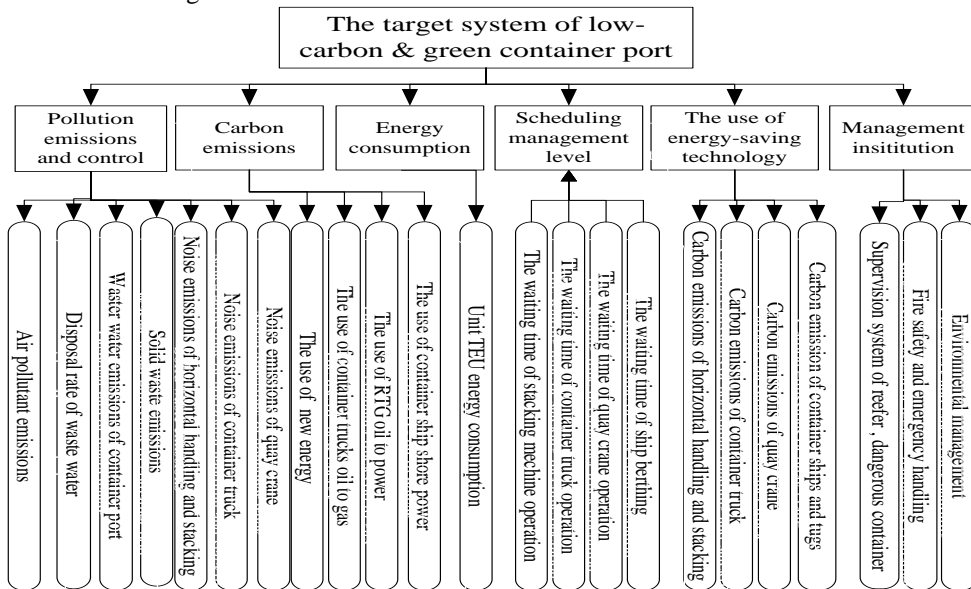 The target system of low-
carbon & green container port
Pollution
emissions
and control
Carbon
emissions
Energy
consumption
Scheduling
management
level
The use of
energy-saving
technology
Management
insititution
Air pollutant emissions
Disposal rate of waste water
Waster water emissions of container port
Solid waste emissions
Noise emissions of horizontal handling and stacking
Noise emissions of container truck
Noise emissions of quay crane
The use of new energy
The use of container trucks oil to gas
The use of RTG oil to power
The use of container ship shore power
Unit TEU energy consumption
The waiting time of stacking mechine operation
The waiting time of container truck operation
The waiting time of quay crane operation
The waiting time of ship berthing
Carbon emissions of horizontal handling and stacking
Carbon emissions of container truck
Carbon emissions of quay crane
Carbon emission of container ships and tugs
Supervision system of reefer , dangerous container
Fire safety and emergency handling
Environmental management